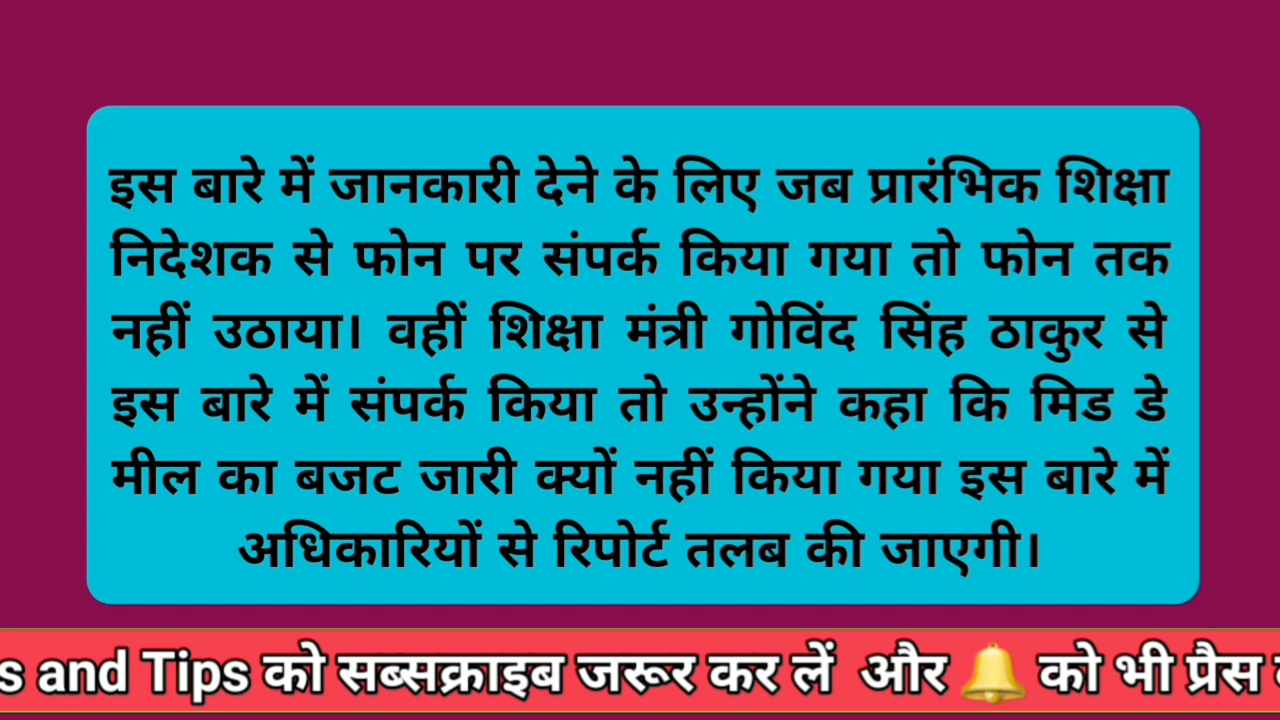 इस बारे में जानकारी देने के लिए जब प्रारंभिक शिक्षा
निदेशक से फोन पर संपर्क किया गया तो फोन तक
नहीं उठाया। वहीं शिक्षा मंत्री गोविंद सिंह ठाकुर से
इस बारे में संपर्क किया तो उन्होंने कहा कि मिड डे
मील का बजट जारी क्यों नहीं किया गया इस बारे में
अधिकारियों से रिपोर्ट तलब की जाएगी।
s and Tips को सब्सक्राइब जरूर कर लें और 🔔 को भी प्रैस